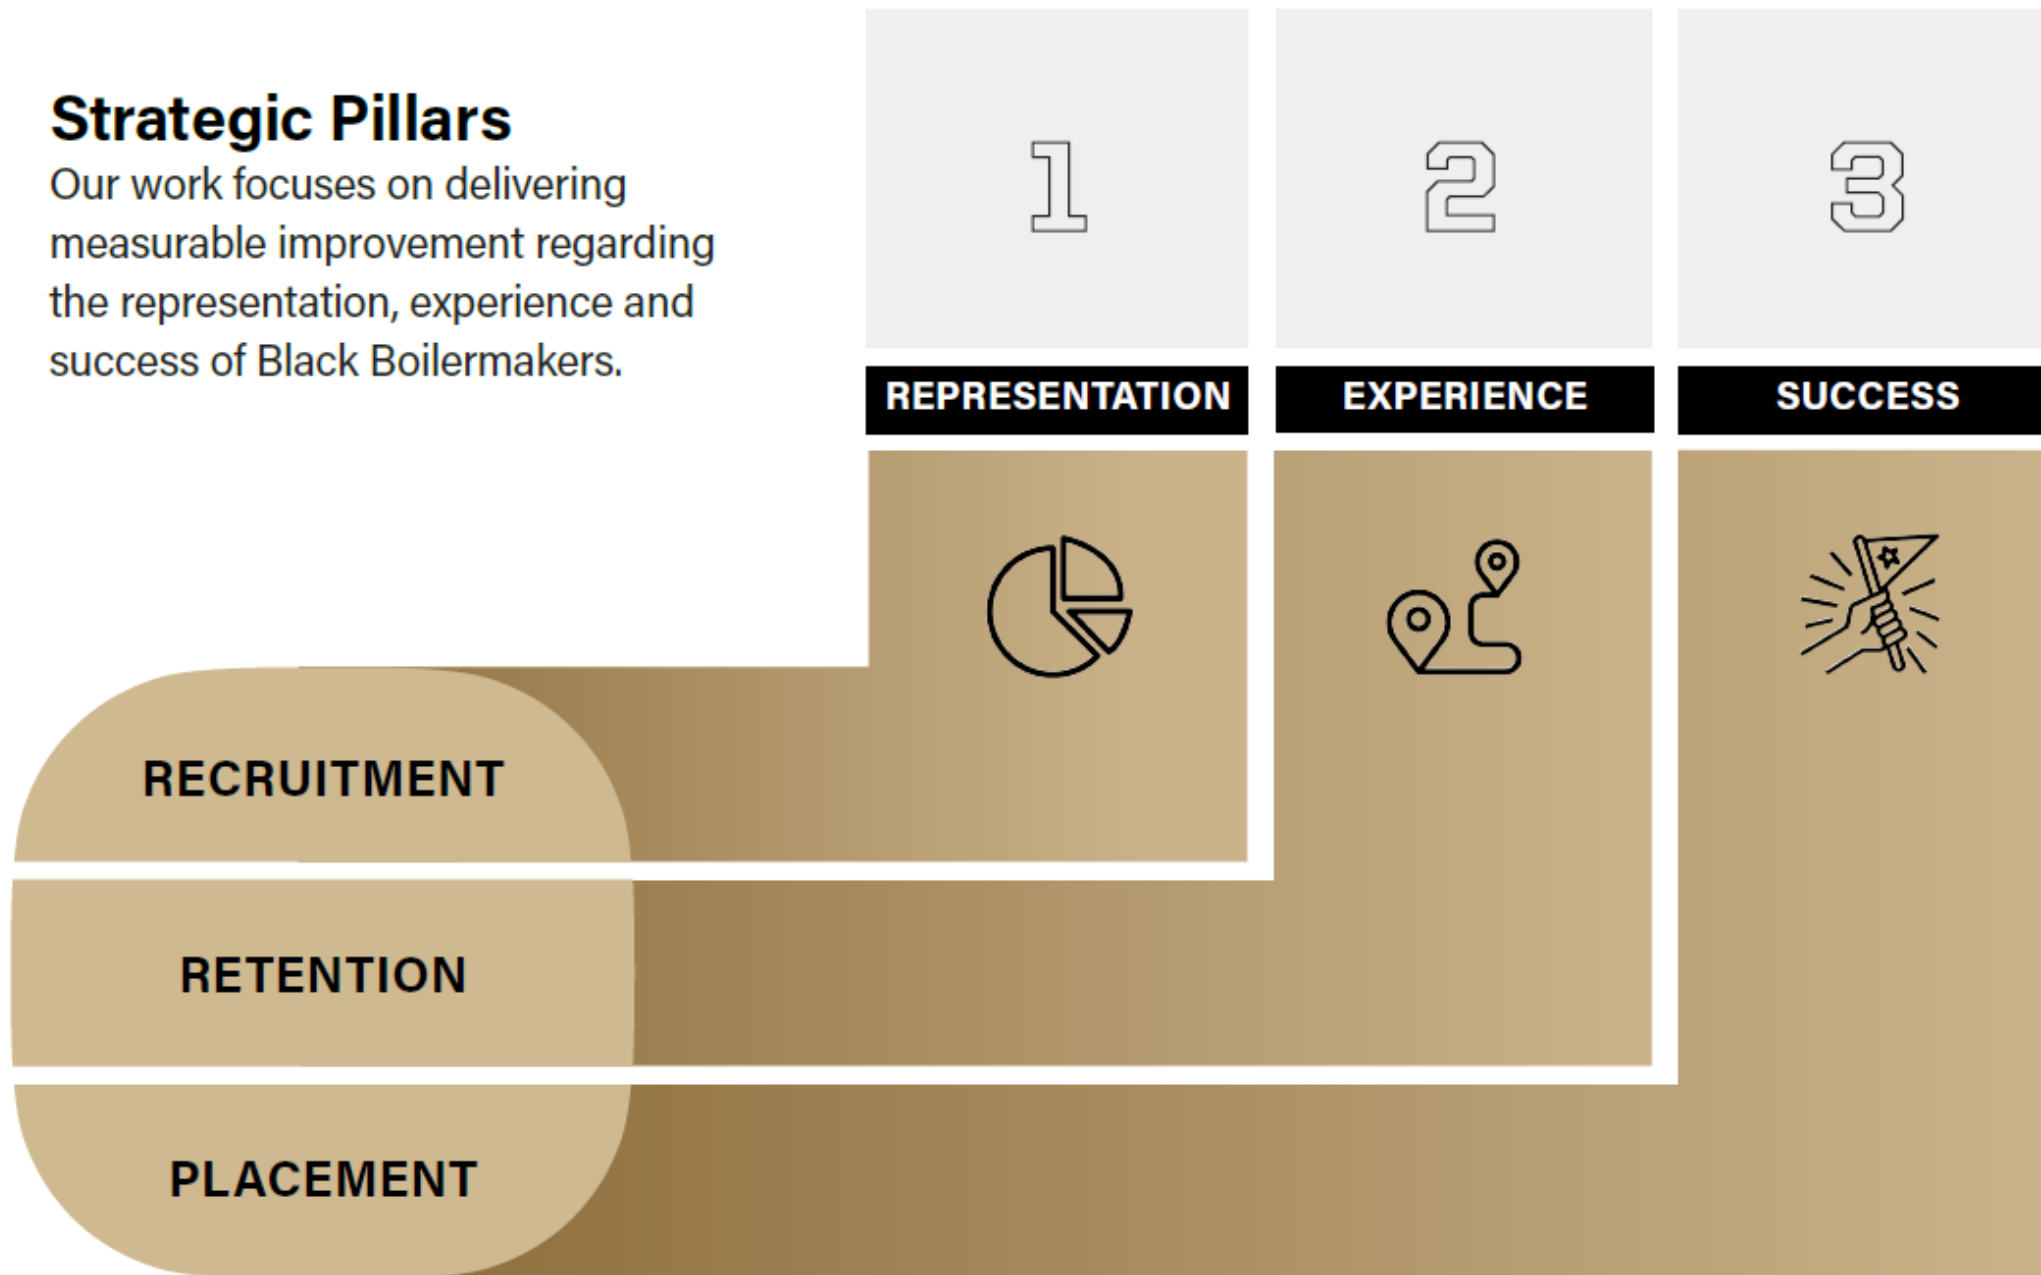 Strategic Pillars
Our work focuses on delivering
measurable improvement regarding
the representation, experience and
success of Black Boilermakers.
1
2
3
REPRESENTATION
EXPERIENCE
SUCCESS
RECRUITMENT
RETENTION
PLACEMENT